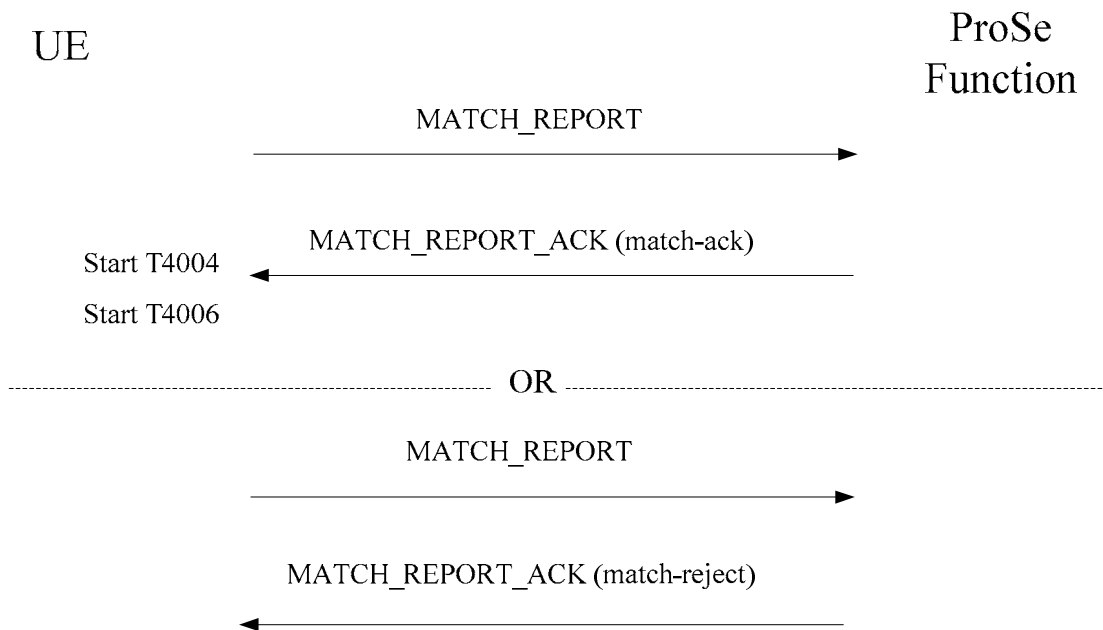 UE
ProSe
Function
MATCH_REPORT
MATCH_REPORT_ACK (match-ack)
Start T4004
Start T4006
OR
MATCH_REPORT
MATCH_REPORT_ACK (match-reject)